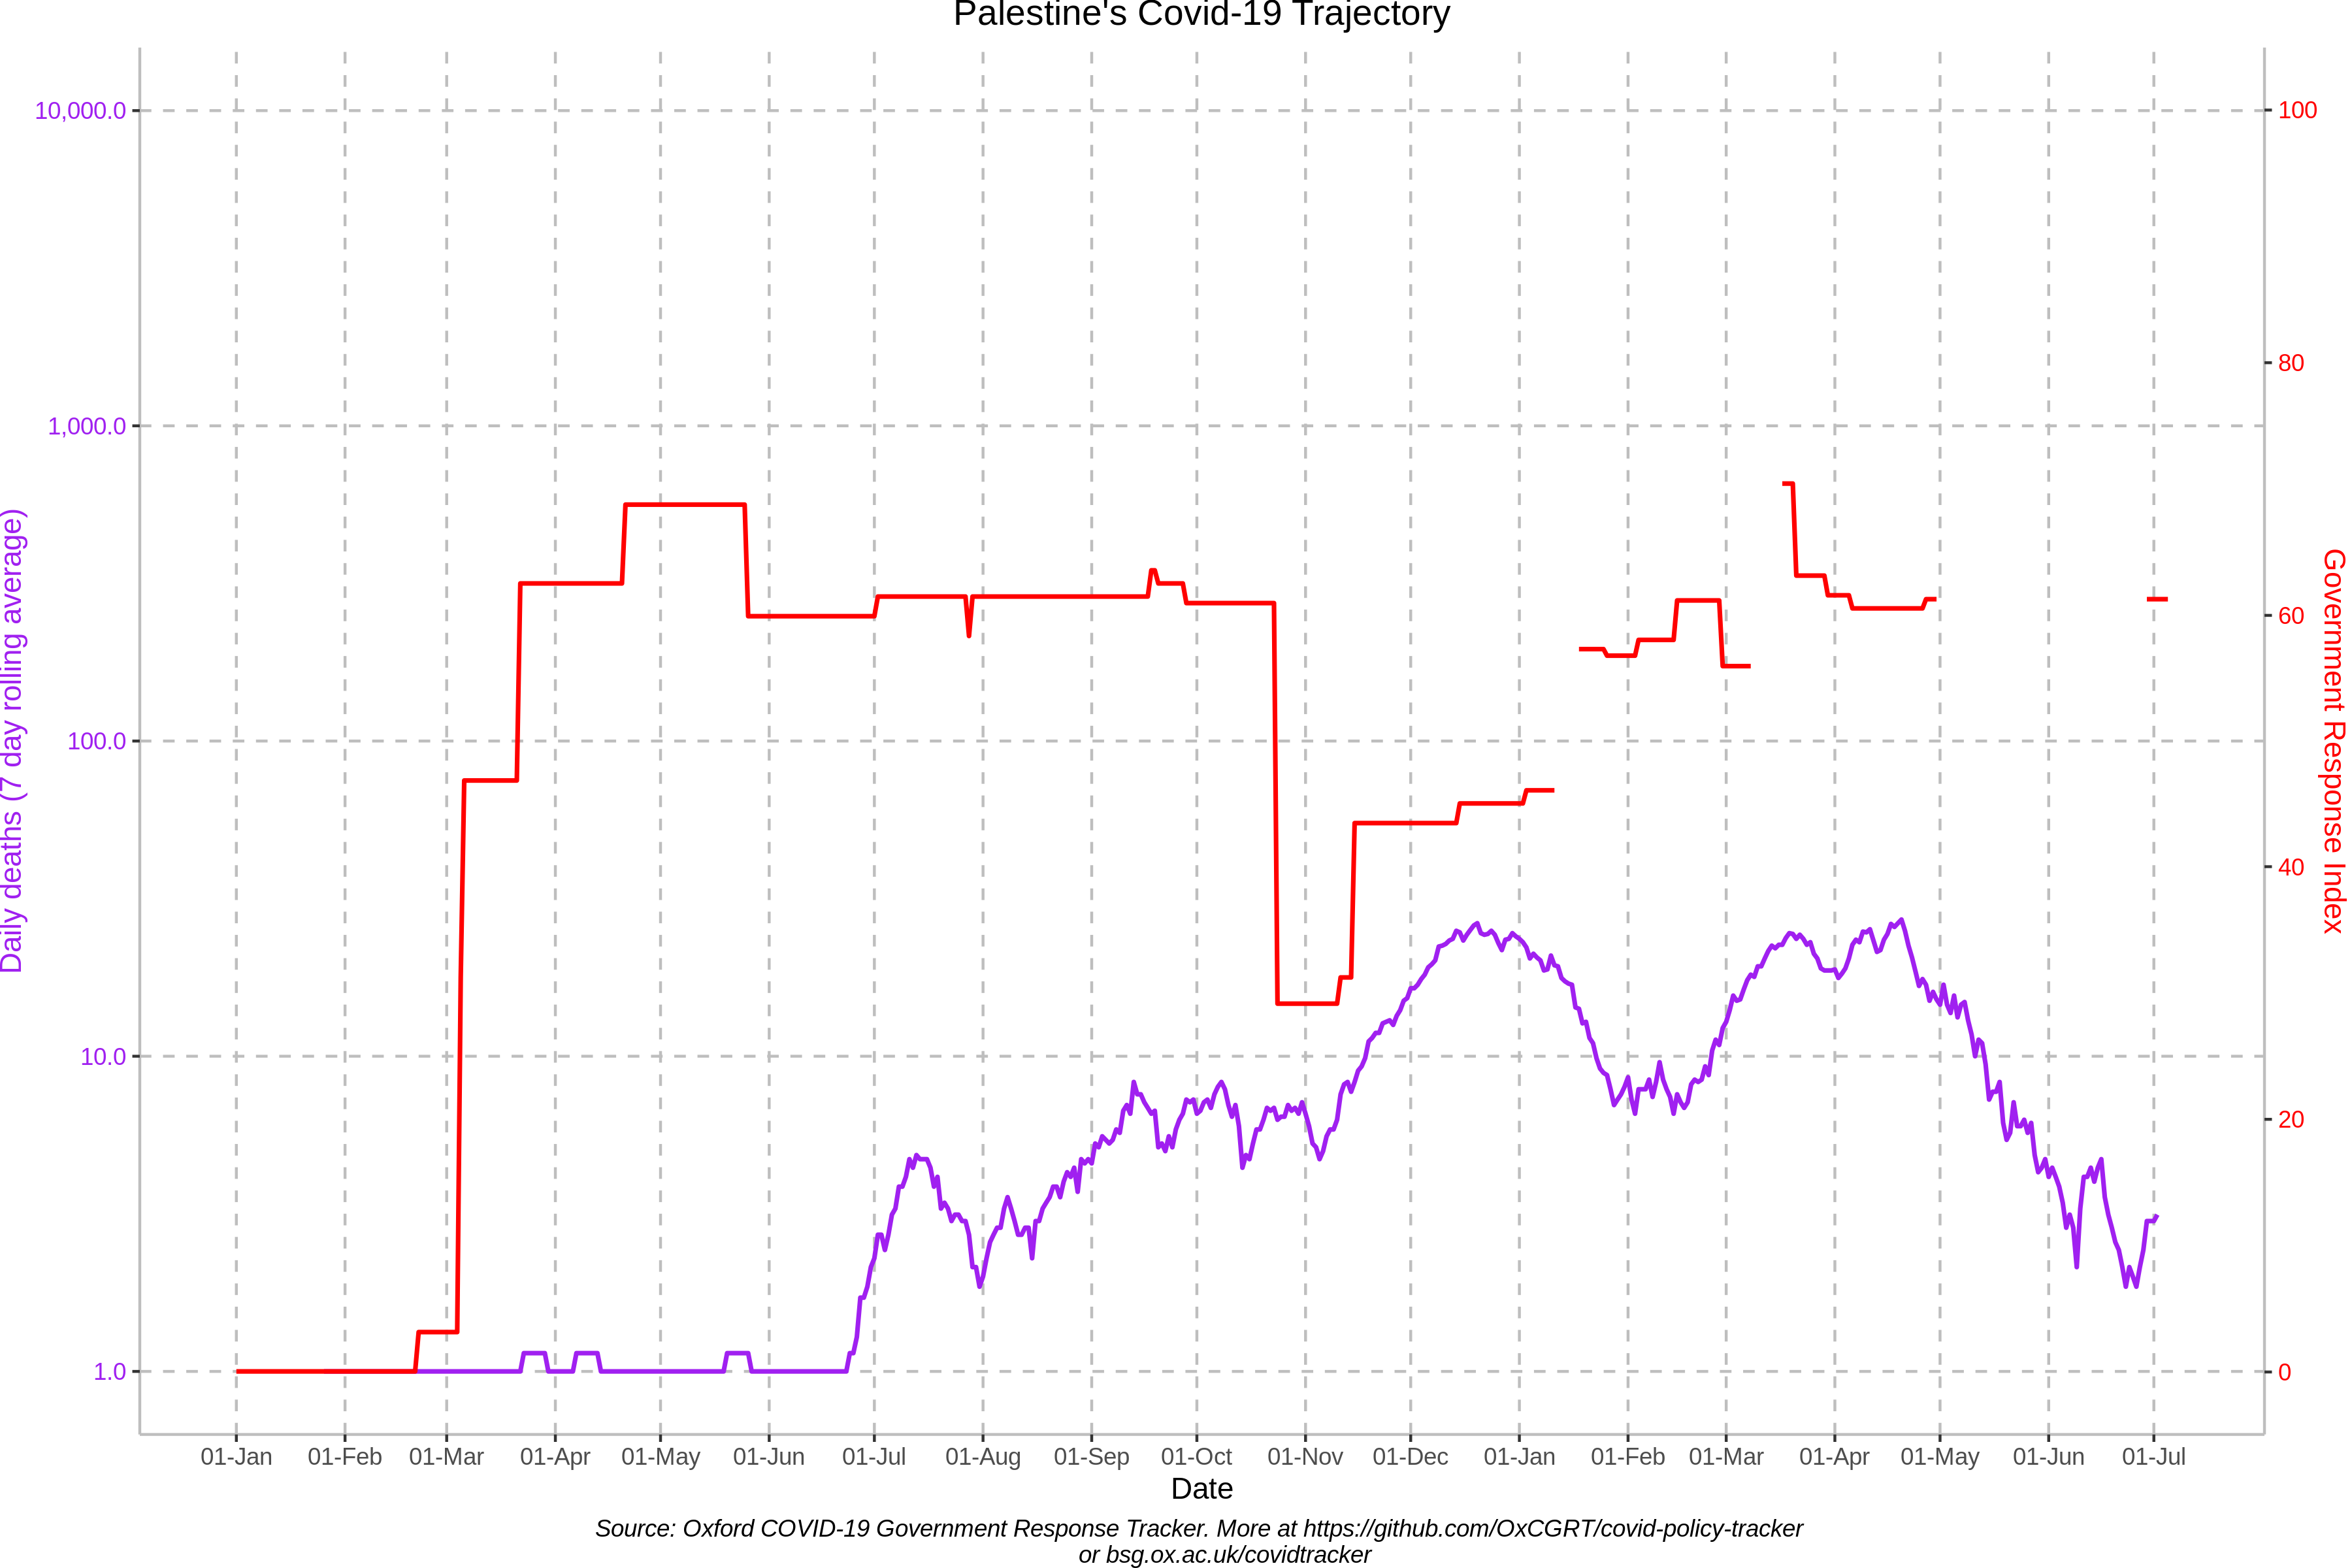 Palestine's Covid-19 Trajectory
10,000.0
1,000.0
100.0
10.0
1.0
Daily deaths (7 day rolling average)
100
80
60
40
20
0
Government Response Index
01-Jan 01-Feb 01-Mar 01-Apr 01-May 01-Jun 01-Jul 01-Aug 01-Sep 01-Oct 01-Nov 01-Dec 01-Jan 01-Feb 01-Mar 01-Apr 01-May 01-Jun 01-Jul
Date
Source: Oxford COVID-19 Government Response Tracker. More at https://github.com/OxCGRT/covid-policy-tracker
or bsg.ox.ac.uk/covidtracker